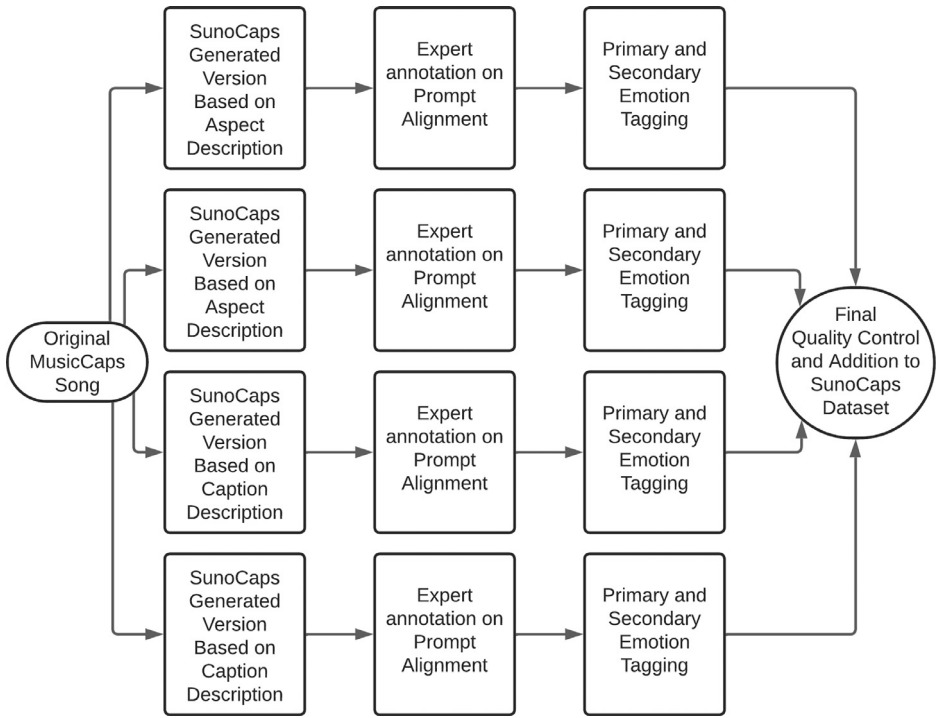 Original
MusicCaps
Song
SunoCaps
Generated
Version
Based on
Aspect
Description
Expert
annotation on
Prompt
Alignment
Primary and
Secondary
Emotion
Tagging
SunoCaps
Generated
Version
Based on
Aspect
Description
Expert
annotation on
Prompt
Alignment
Primary and
Secondary
Emotion
Tagging
SunoCaps
Generated
Version
Based on
Caption
Description
Expert
annotation on
Prompt
Alignment
Primary and
Secondary
Emotion
Tagging
SunoCaps
Generated
Version
Based on
Caption
Description
Expert
annotation on
Prompt
Alignment
Primary and
Secondary
Emotion
Tagging
Final
Quality Control
and Addition to
SunoCaps
Dataset